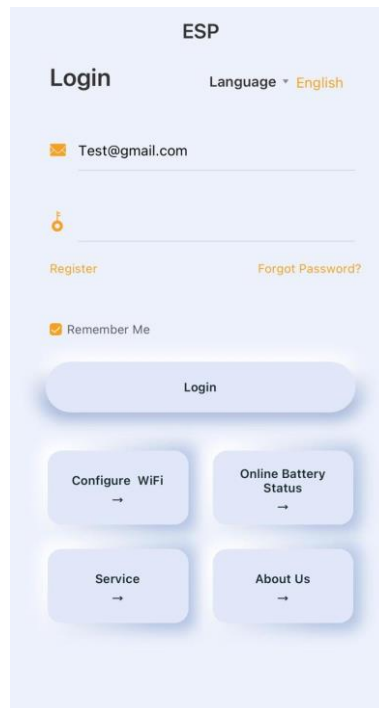 ESP
Login
Language English
Test@gmail.com
Register Forgot Password?
Remember Me
Login
Configure WiFi
→
Online Battery
Status
→
Service
→
About Us
→